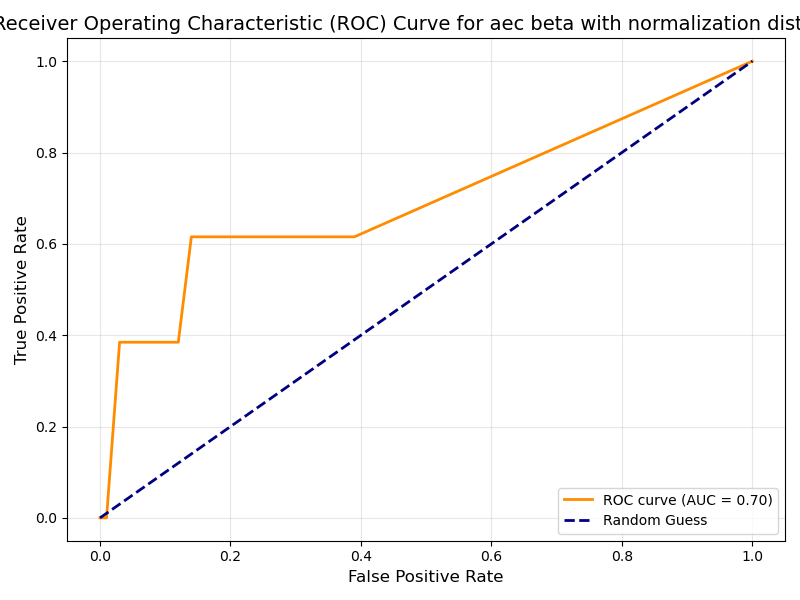 Receiver Operating Characteristic (ROC) Curve for aec beta with normalization dist
1.0
0.8
0.6
0.4
0.2
0.0
True Positive Rate
0.0 0.2 0.4 0.6 0.8 1.0
False Positive Rate
ROC curve (AUC = 0.70)
Random Guess